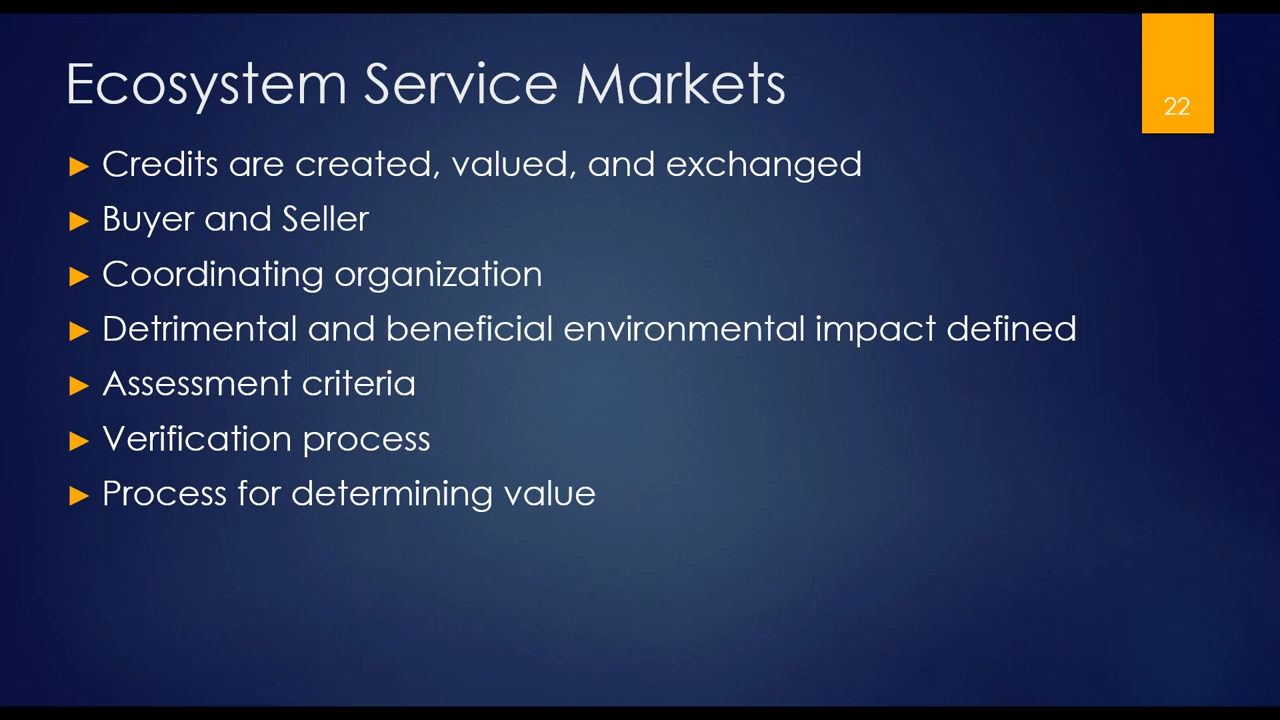 Ecosystem Service Markets
22
► Credits are created, valued, and exchanged
► Buyer and Seller
► Coordinating organization
► Detrimental and beneficial environmental impact defined
► Assessment criteria
► Verification process
► Process for determining value